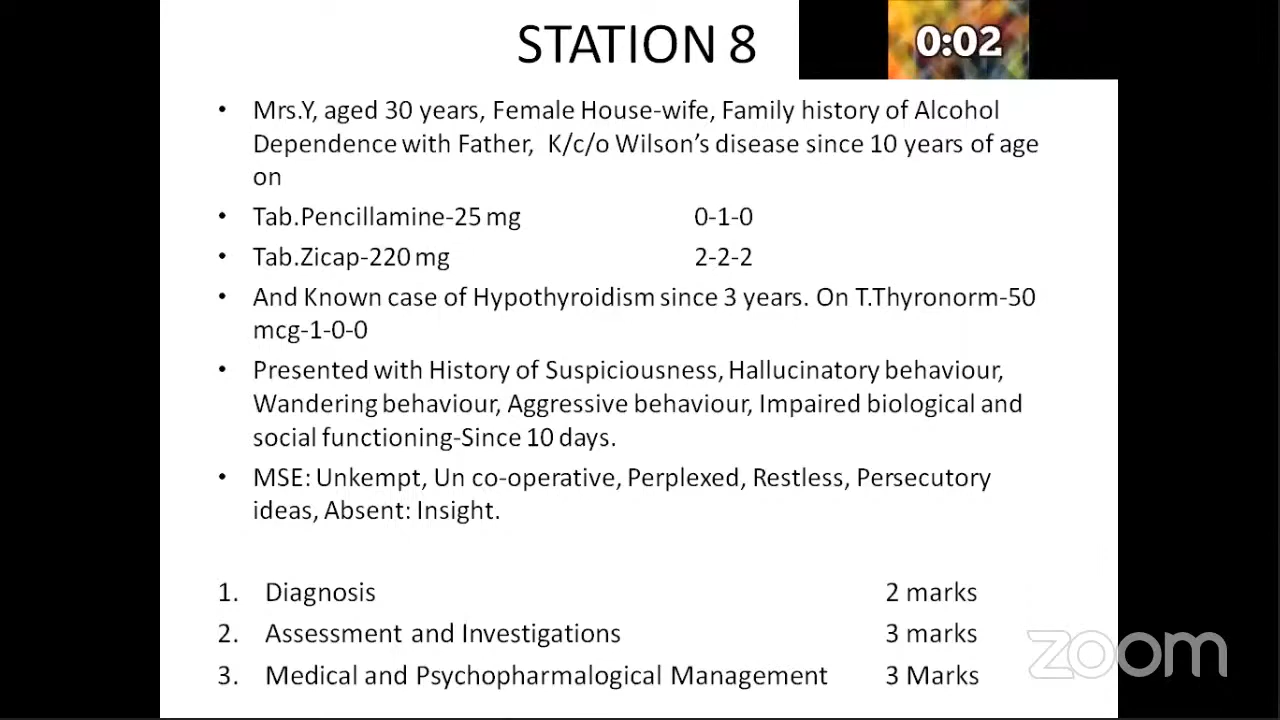 STATION 8
0:02
• Mrs.Y, aged 30 years, Female House-wife, Family history of Alcohol
Dependence with Father, K/c/o Wilson's disease since 10 years of age
on
• Tab.Pencillamine-25 mg 0-1-0
• Tab.Zicap-220 mg 2-2-2
• And Known case of Hypothyroidism since 3 years. On T.Thyronorm-50
mcg-1-0-0
• Presented with History of Suspiciousness, Hallucinatory behaviour,
Wandering behaviour, Aggressive behaviour, Impaired biological and
social functioning-Since 10 days.
• MSE: Unkempt, Un co-operative, Perplexed, Restless, Persecutory
ideas, Absent: Insight.
1. Diagnosis 2 marks
2. Assessment and Investigations 3 marks
3. Medical and Psychopharmalogical Management 3 Marks
zoom